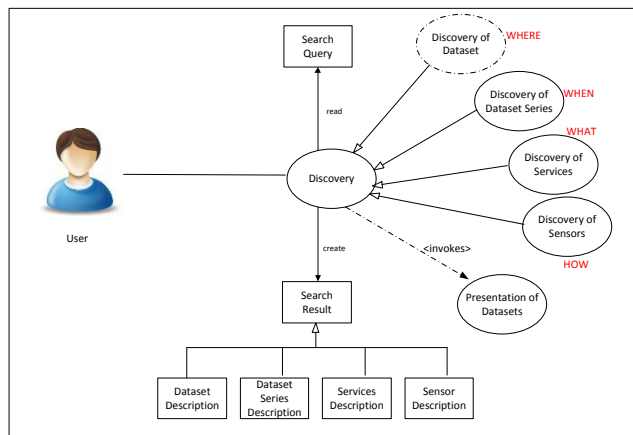 Search
Query
Discovery of
Dataset
WHERE
Discovery of
Dataset Series
WHEN
read
WHAT
Discovery of
Services
Discovery
User
Discovery of
Sensors
create
<invokes>
HOW
Search
Result
Presentation of
Datasets
Dataset
Description
Dataset
Series
Description
Services
Description
Sensor
Description